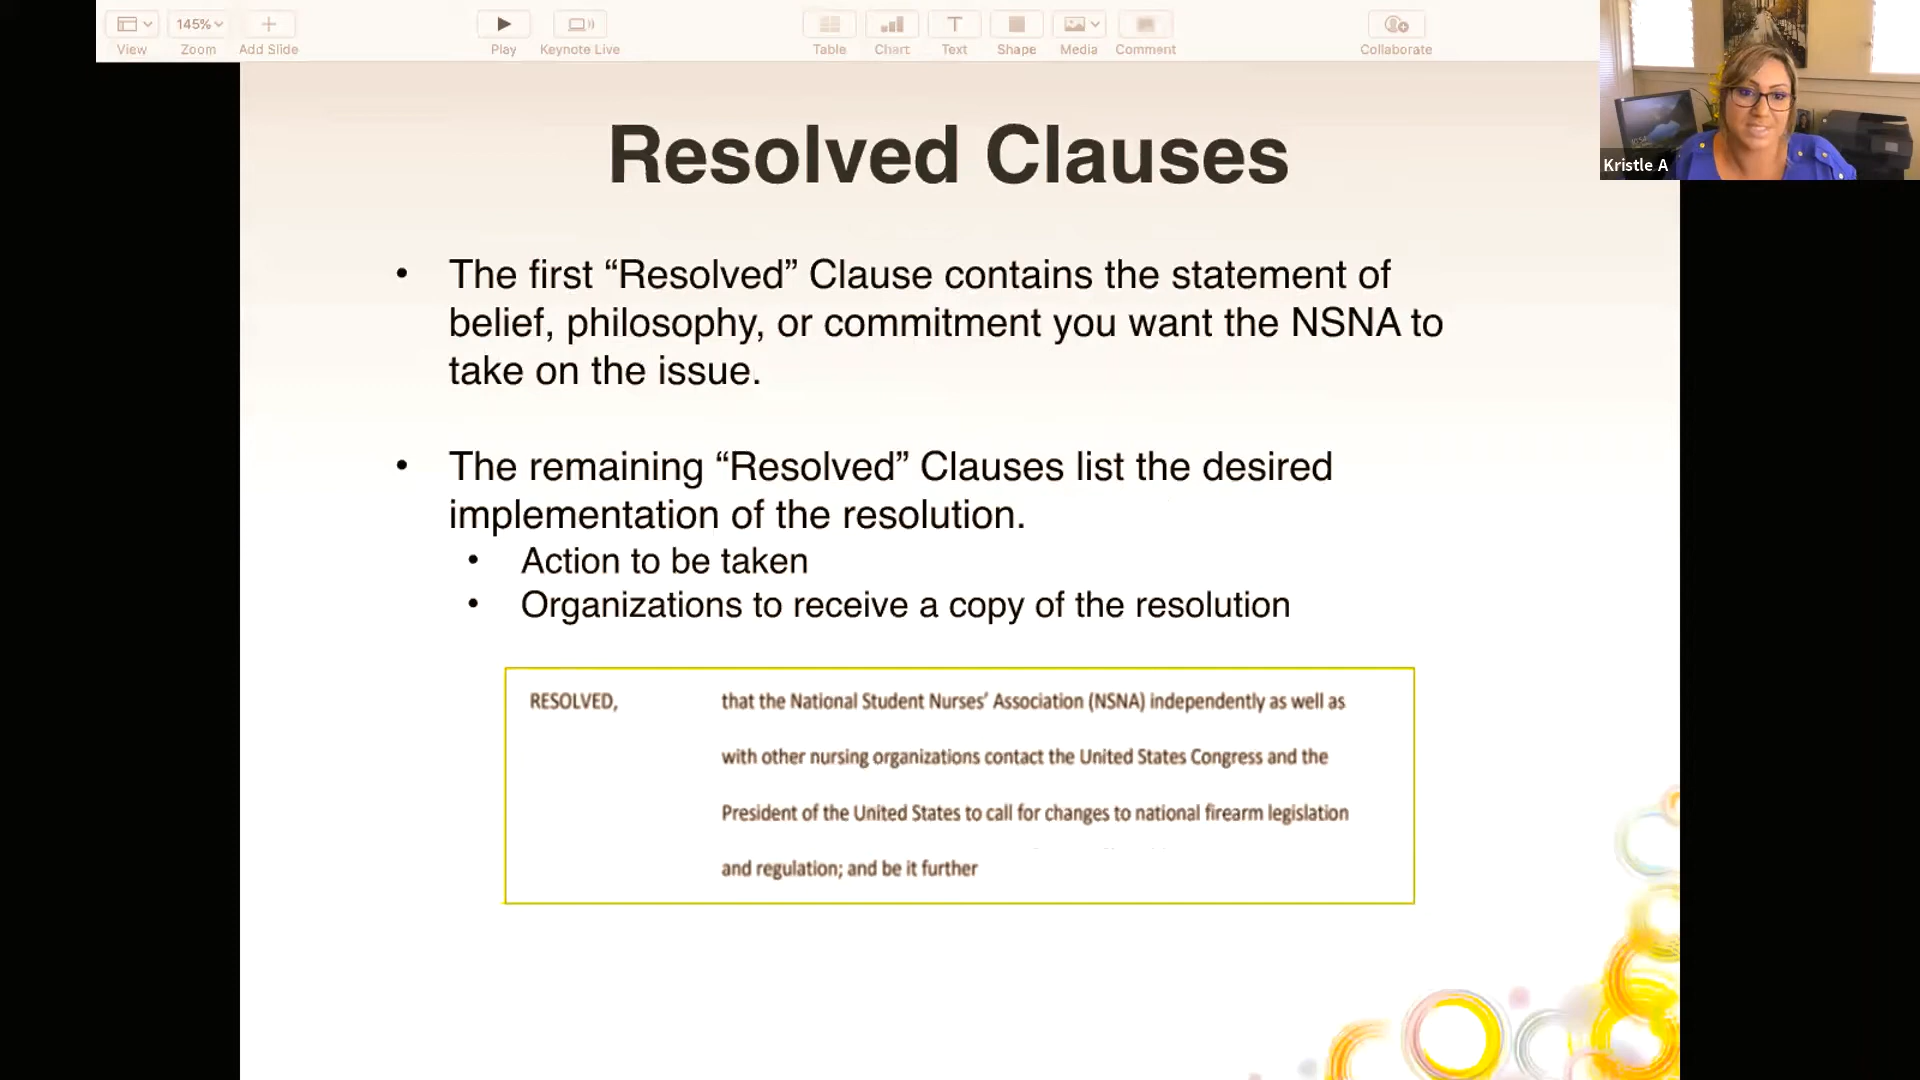 145%
View
Zoom
Add Slide
Play
Keynote Live
Table
Chart
Text
Shape
Media
Comment
Collaborate
Kristle A
Resolved Clauses
• The first “Resolved” Clause contains the statement of
belief, philosophy, or commitment you want the NSNA to
take on the issue.
• The remaining “Resolved” Clauses list the desired
implementation of the resolution.
• Action to be taken
• Organizations to receive a copy of the resolution
RESOLVED, that the National Student Nurses’ Association (NSNA) independently as well as
with other nursing organizations contact the United States Congress and the
President of the United States to call for changes to national firearm legislation
and regulation; and be it further